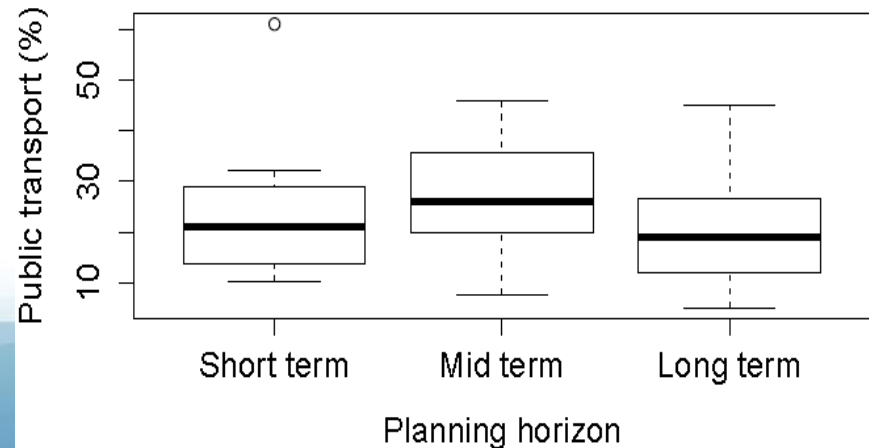 Public transport (%)
50
30
10
Short term Mid term Long term
Planning horizon